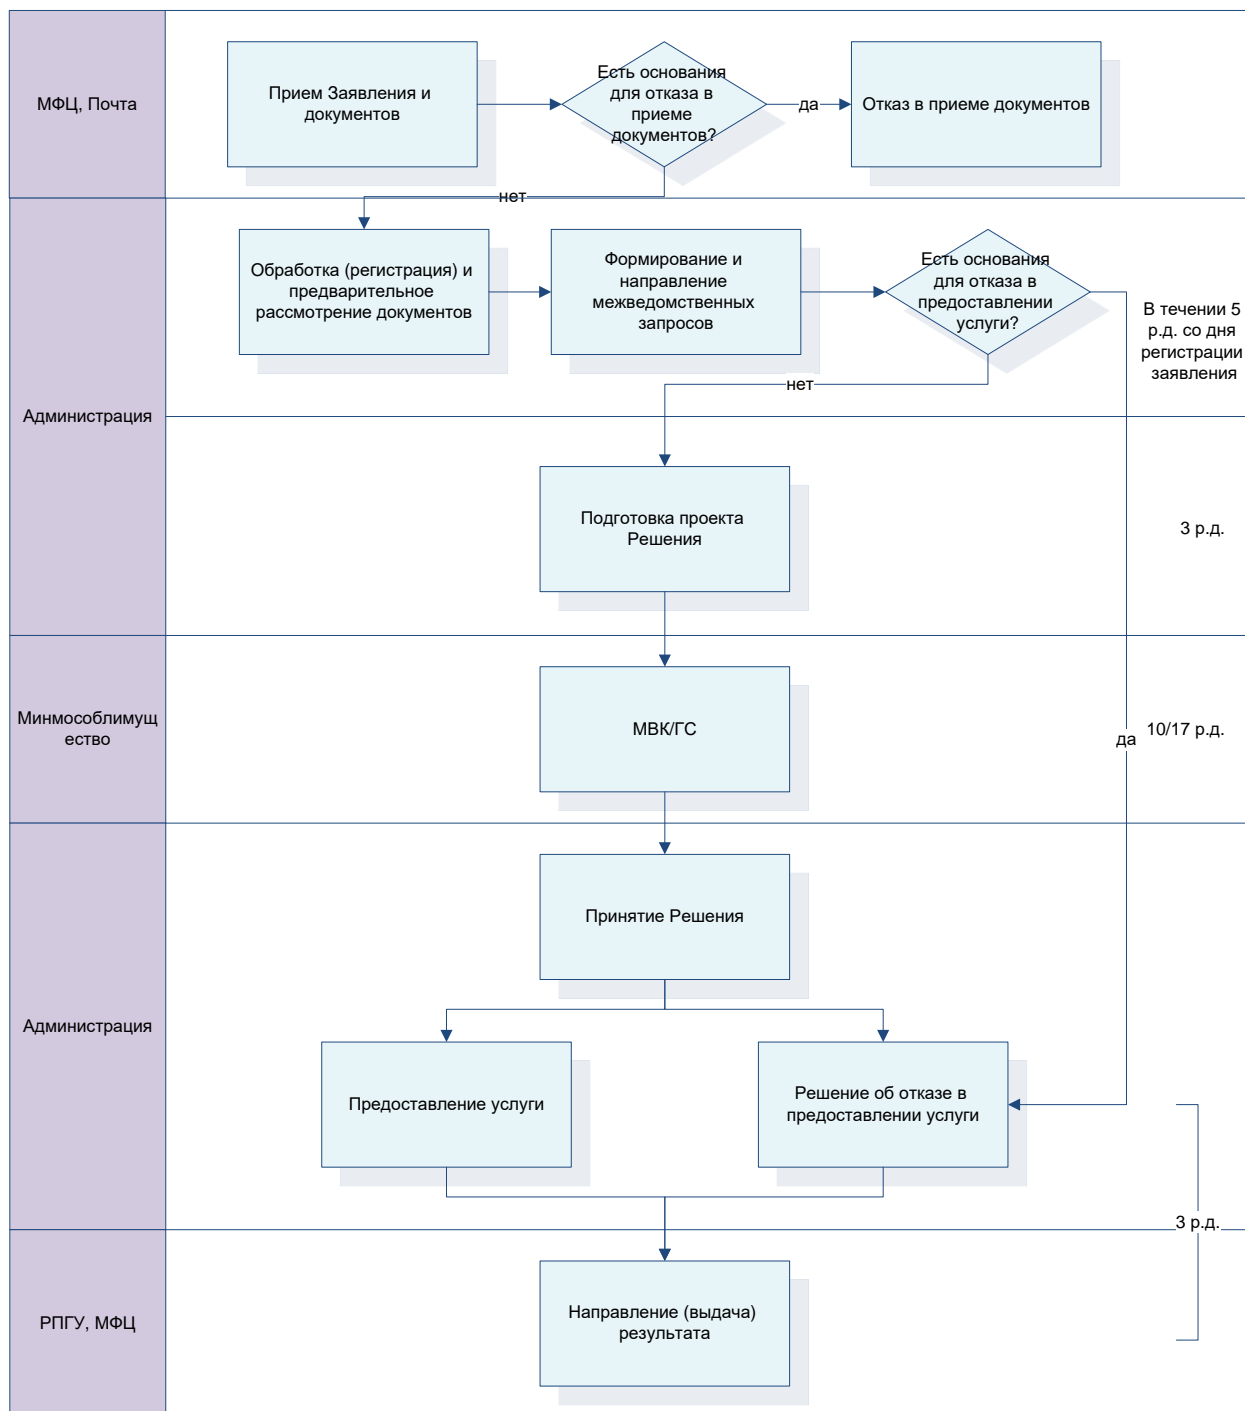 МФЦ, Почта
Прием Заявления и
документов
Есть основания
для отказа в
приеме
документов?
да
Отказ в приеме документов
нет
Администрация
Обработка (регистрация) и
предварительное
рассмотрение документов
Формирование и
направление
межведомственных
запросов
Есть основания
для отказа в
предоставлении
услуги?
В течении 5
р.д. со дня
регистрации
заявления
нет
Подготовка проекта
Решения
3 р.д.
Минмособлимущ
ество
МВК/ГС
да
10/17 р.д.
Администрация
Принятие Решения
Предоставление услуги
Решение об отказе в
предоставлении услуги
3 р.д.
РПГУ, МФЦ
Направление (выдача)
результата